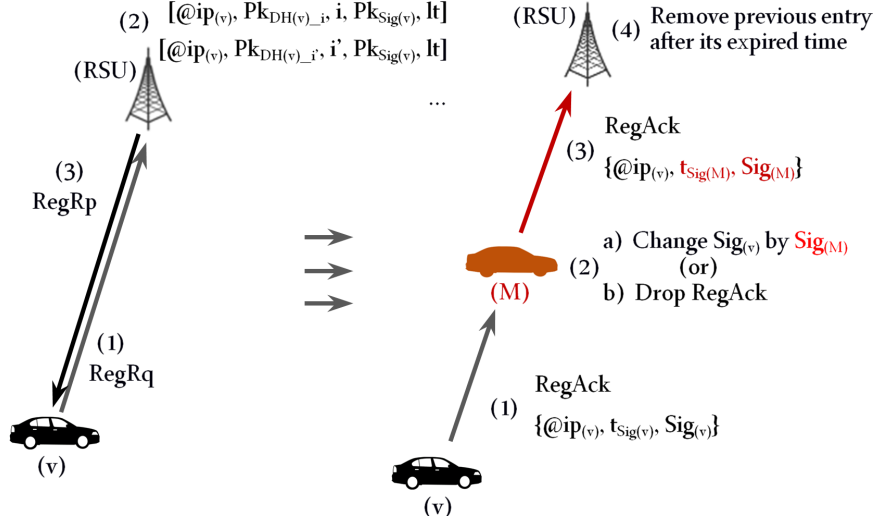 (2) [@ip(v), PkDH(v)_i, i, PkSig(v), lt]
[@ip(v), PkDH(v)_i', i', PkSig(v), lt]
(RSU)
...
(3)
RegRp
(1)
RegRq
(v)
(RSU)
(4) Remove previous entry
after its expired time
RegAck
(3)
{@ip(v), tSig(M), Sig(M)}
a) Change Sig(v) by Sig(M)
(2) (or)
b) Drop RegAck
(M)
RegAck
(1)
{@ip(v), tSig(v), Sig(v)}
(v)